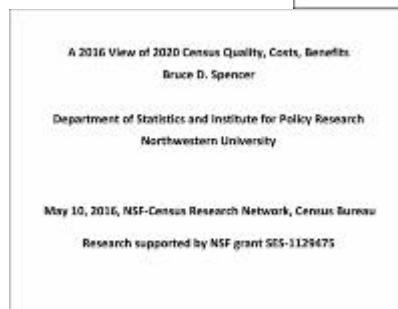 A 2016 View of 2020 Census Quality, Costs, Benefits
Bruce D. Spencer
Department of Statistics and Institute for Policy Research
Northwestern University
May 10, 2016, NSF-Census Research Network, Census Bureau
Research supported by NSF grant SES-1129475